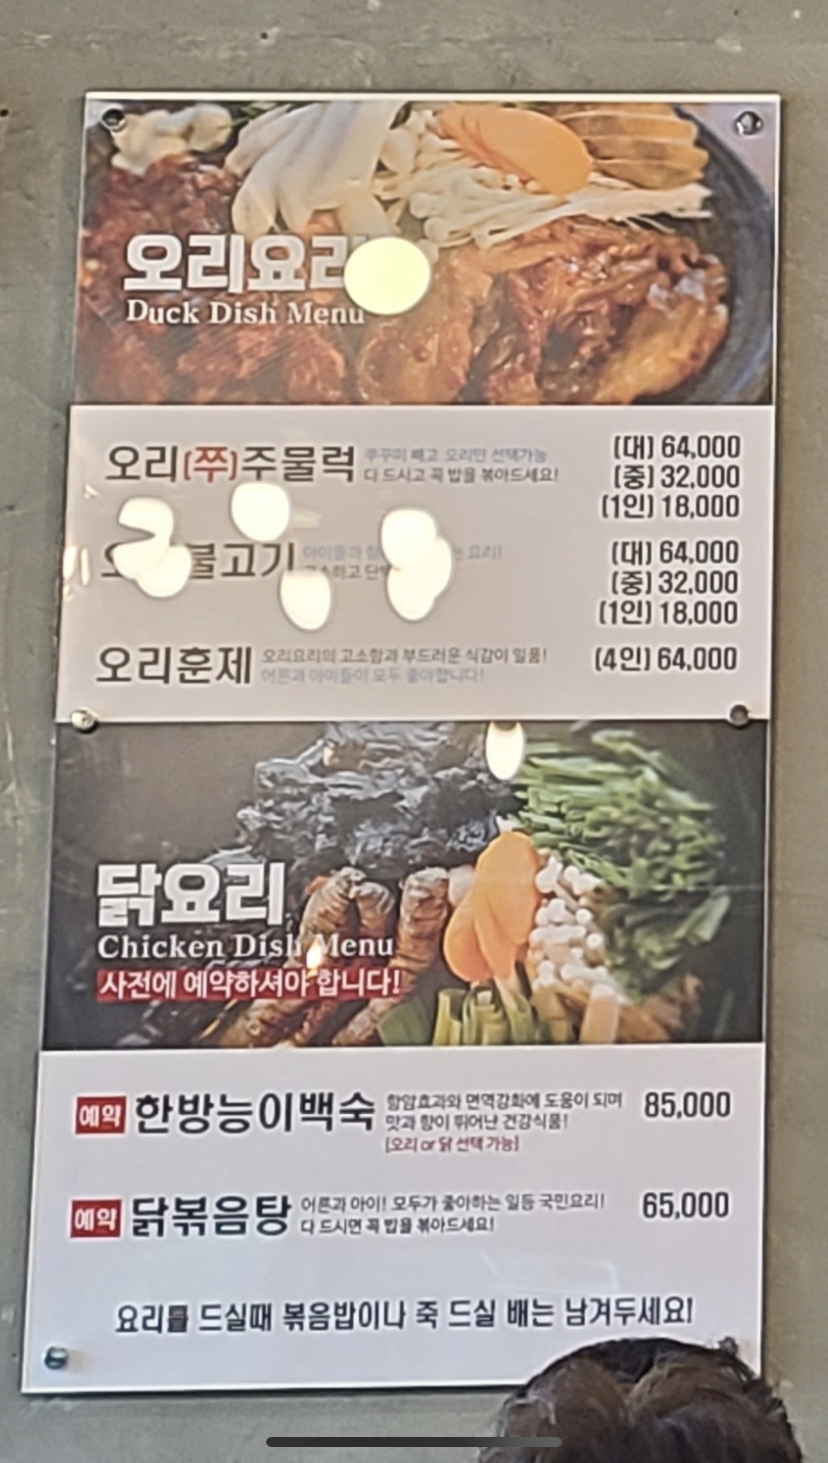 오리요리
Duck Dish Menu
오리(쭈)주물럭
쭈꾸미 빼고 오리만 선택가능
다 드시고 꼭 밥을 볶아드세요!
(대) 64,000
(중) 32,000
(1인) 18,000
불고기
아이들과 요리!
(대) 64,000
(중) 32,000
(1인) 18,000
오리훈제
오리요리의 고소함과 부드러운 식감이 일품!
어른과 아이들이 모두 좋아합니다!
(4인) 64,000
닭요리
Chicken Dish Menu
사전에 예약하셔야 합니다!
예약 한방능이백숙
항암효과와 면역강화에 도움이 되며
맛과 향이 뛰어난 건강식품!
[오리 or 닭 선택 가능]
85,000
예약 닭볶음탕
어른과 아이! 모두가 좋아하는 일등 국민요리!
다 드시면 꼭 밥을 볶아드세요!
65,000
요리를 드실때 볶음밥이나 죽 드실 배는 남겨두세요!